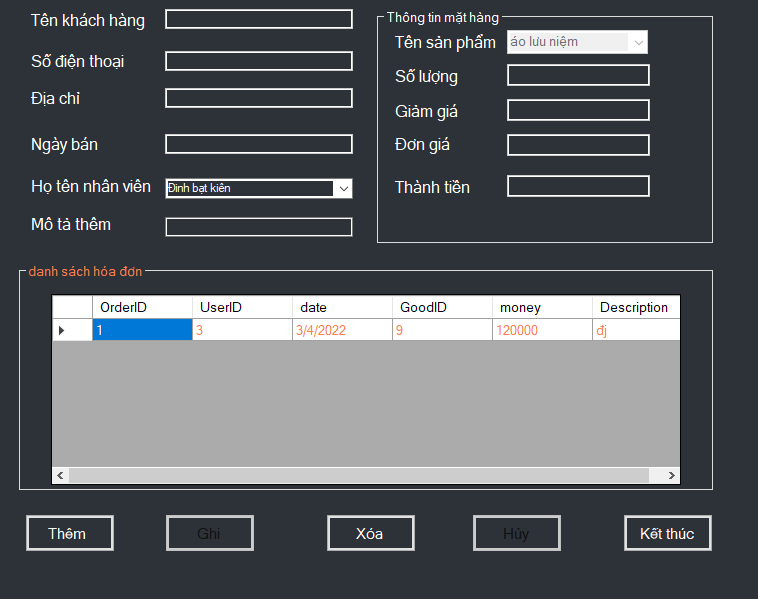 Tên khách hàng
Số điện thoại
Địa chỉ
Ngày bán
Họ tên nhân viên
Đinh bạt kiên
Mô tả thêm
Thông tin mặt hàng
Tên sản phẩm
áo lưu niệm
Số lượng
Giảm giá
Đơn giá
Thành tiền
danh sách hóa đơn
OrderID UserID date GoodID money Description
1 3 3/4/2022 9 120000 đj
Thêm Ghi Xóa Hủy Kết thúc